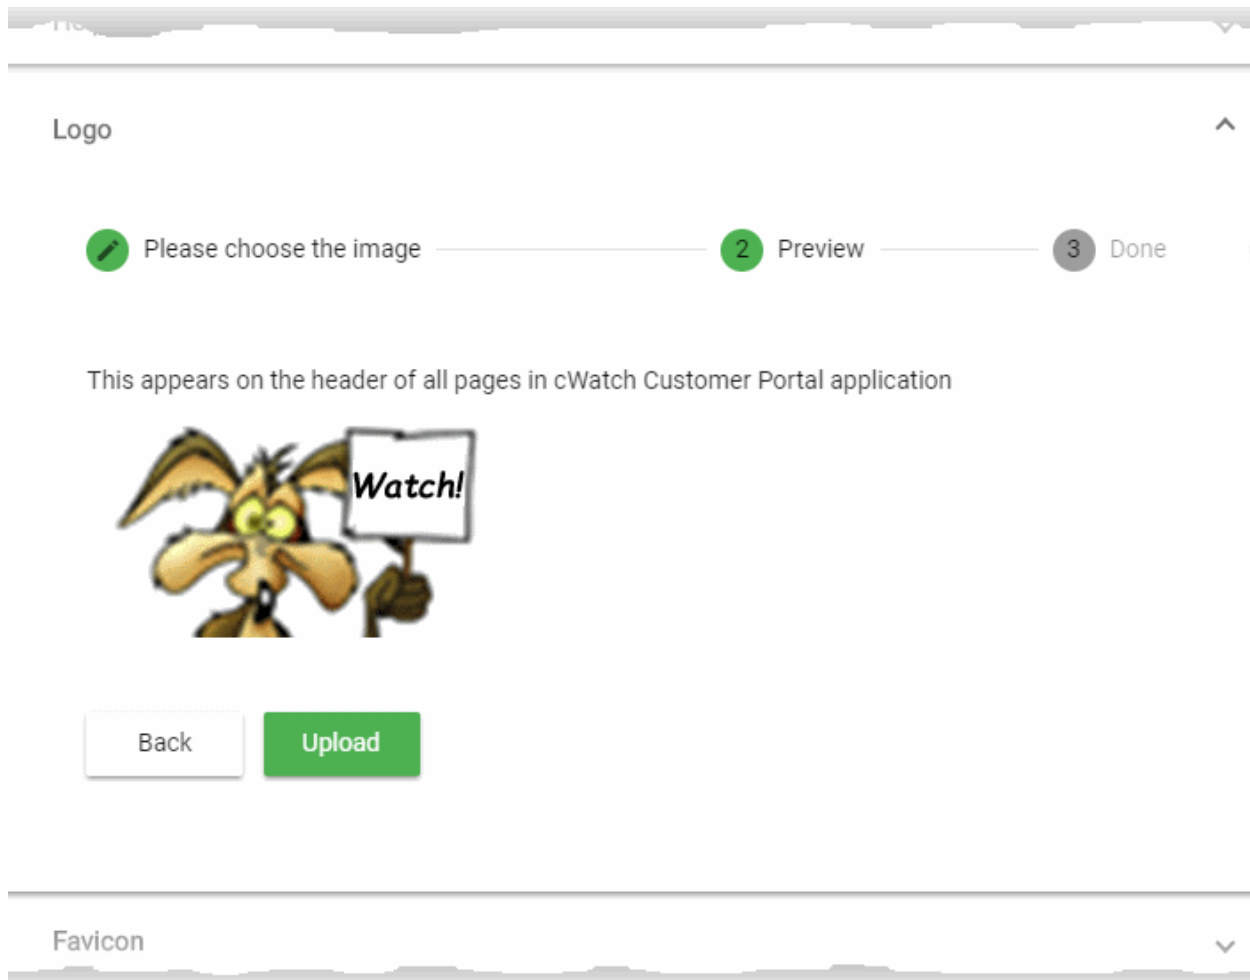 Logo
Please choose the image
2 Preview
3 Done
This appears on the header of all pages in cWatch Customer Portal application
Watch!
Back
Upload
Favicon